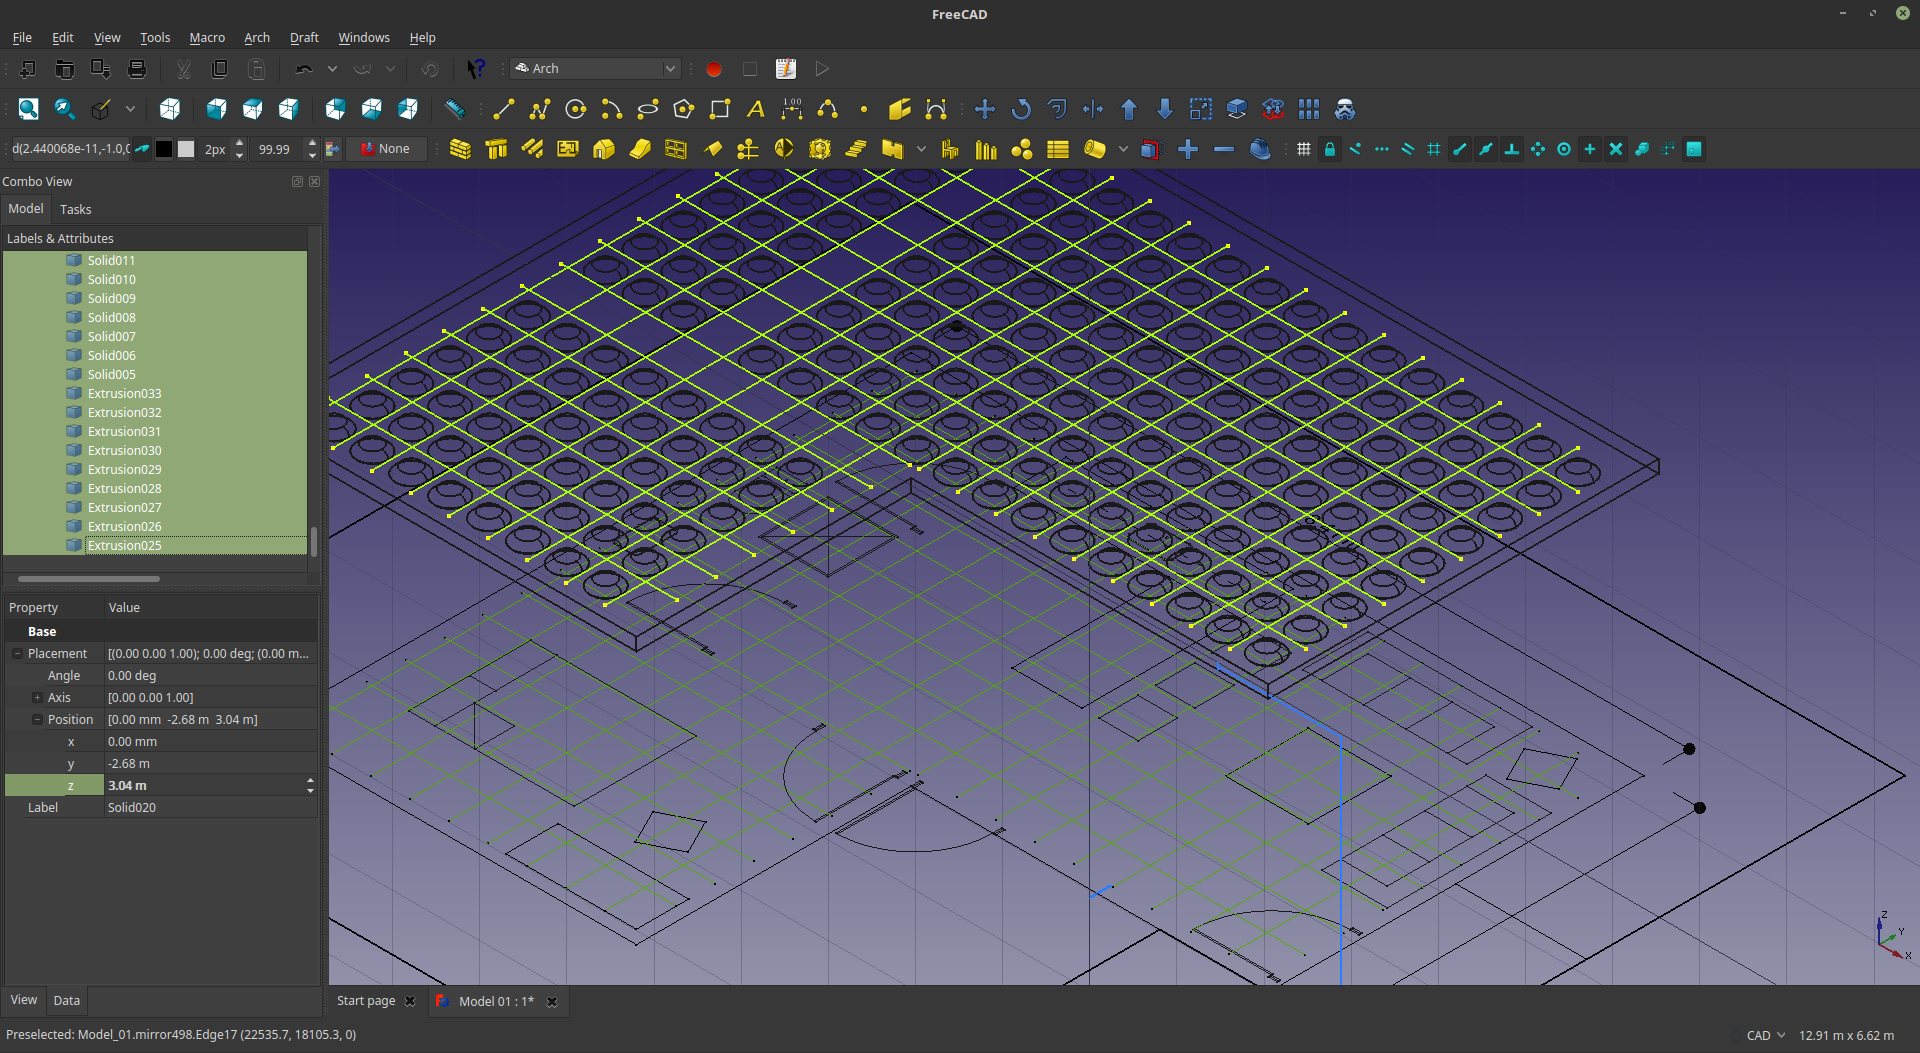 FreeCAD
File Edit View Tools Macro Arch Draft Windows Help
Arch
1.00
d(2.440068e-11,-1.0,0 2px 99.99 None
Combo View
Model Tasks
Labels & Attributes
Solid011
Solid010
Solid009
Solid008
Solid007
Solid006
Solid005
Extrusion033
Extrusion032
Extrusion031
Extrusion030
Extrusion029
Extrusion028
Extrusion027
Extrusion026
Extrusion025
Property Value
Base
Placement [(0.00 0.00 1.00); 0.00 deg; (0.00 m...
Angle 0.00 deg
Axis [0.00 0.00 1.00]
Position [0.00 mm -2.68 m 3.04 m]
x 0.00 mm
y -2.68 m
z 3.04 m
Label Solid020
Z
Y
X
View Data
Start page Model 01 : 1*
Preselected: Model_01.mirror498.Edge17 (22535.7, 18105.3, 0)
CAD 12.91 m x 6.62 m